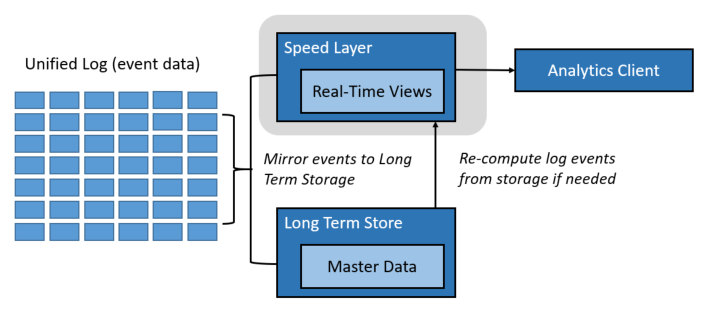 Unified Log (event data)
Speed Layer
Real-Time Views
Analytics Client
Mirror events to Long
Term Storage
Re-compute log events
from storage if needed
Long Term Store
Master Data